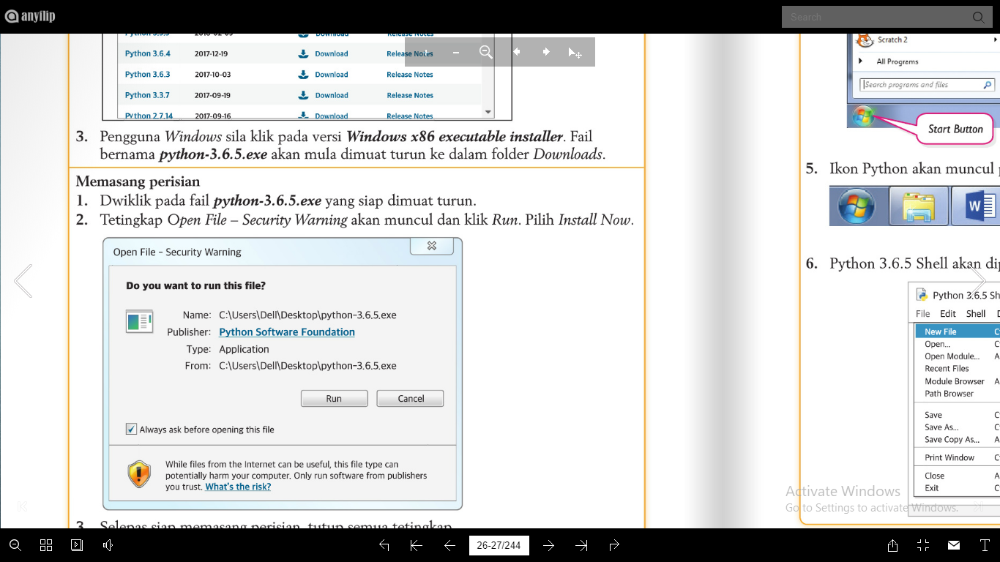 anyflip
Search
Python 3.6.4 2017-12-19 Download Release Notes
Python 3.6.3 2017-10-03 Download Release Notes
Python 3.3.7 2017-09-19 Download Release Notes
Python 2.7.14 2017-09-16 Download Release Notes
3. Pengguna Windows sila klik pada versi Windows x86 executable installer. Fail
bernama python-3.6.5.exe akan mula dimuat turun ke dalam folder Downloads.
Memasang perisian
1. Dwiklik pada fail python-3.6.5.exe yang siap dimuat turun.
2. Tetingkap Open File – Security Warning akan muncul dan klik Run. Pilih Install Now.
Open File – Security Warning
Do you want to run this file?
Name: C:\Users\Dell\Desktop\python-3.6.5.exe
Publisher: Python Software Foundation
Type: Application
From: C:\Users\Dell\Desktop\python-3.6.5.exe
Run Cancel
Always ask before opening this file
While files from the Internet can be useful, this file type can
potentially harm your computer. Only run software from publishers
you trust. What's the risk?
3. Selepas siap memasang perisian, tutup semua tetingkap
Scratch 2
All Programs
Search programs and files
Start Button
5. Ikon Python akan muncul
W
6. Python 3.6.5 Shell akan
Python 3.6.5 Sh
File Edit Shell
New File
Open...
Open Module...
Recent Files
Module Browser
Path Browser
Save
Save As...
Save Copy As...
Print Window
Close
Exit
Activate Windows
Go to Settings to activate Windows.
26-27/244